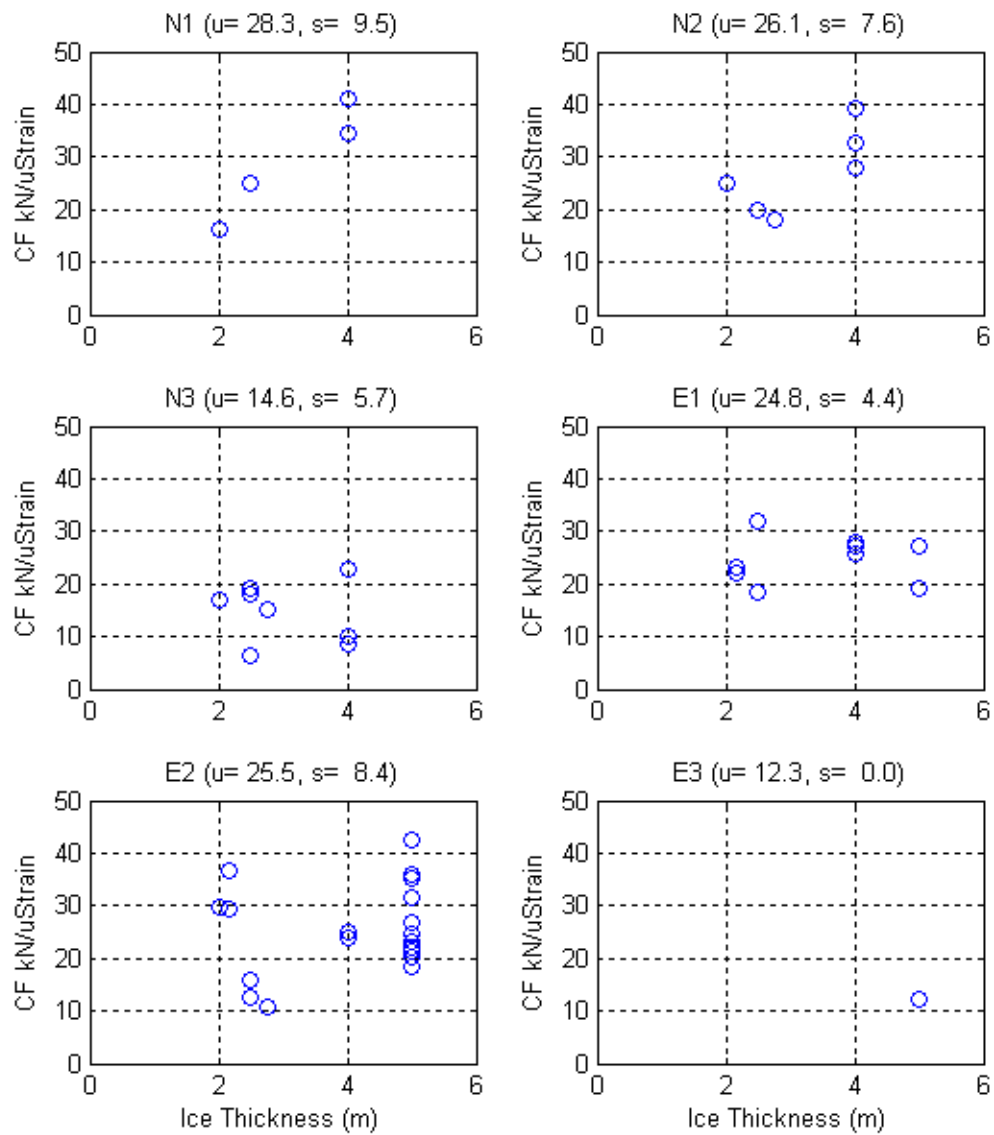 N1 (u= 28.3, s=  9.5)
CF kN/uStrain
50
40
30
20
10
0
0 2 4 6
N2 (u= 26.1, s=  7.6)
CF kN/uStrain
50
40
30
20
10
0
0 2 4 6
N3 (u= 14.6, s=  5.7)
CF kN/uStrain
50
40
30
20
10
0
0 2 4 6
E1 (u= 24.8, s=  4.4)
CF kN/uStrain
50
40
30
20
10
0
0 2 4 6
E2 (u= 25.5, s=  8.4)
CF kN/uStrain
50
40
30
20
10
0
0 2 4 6
Ice Thickness (m)
E3 (u= 12.3, s=  0.0)
CF kN/uStrain
50
40
30
20
10
0
0 2 4 6
Ice Thickness (m)